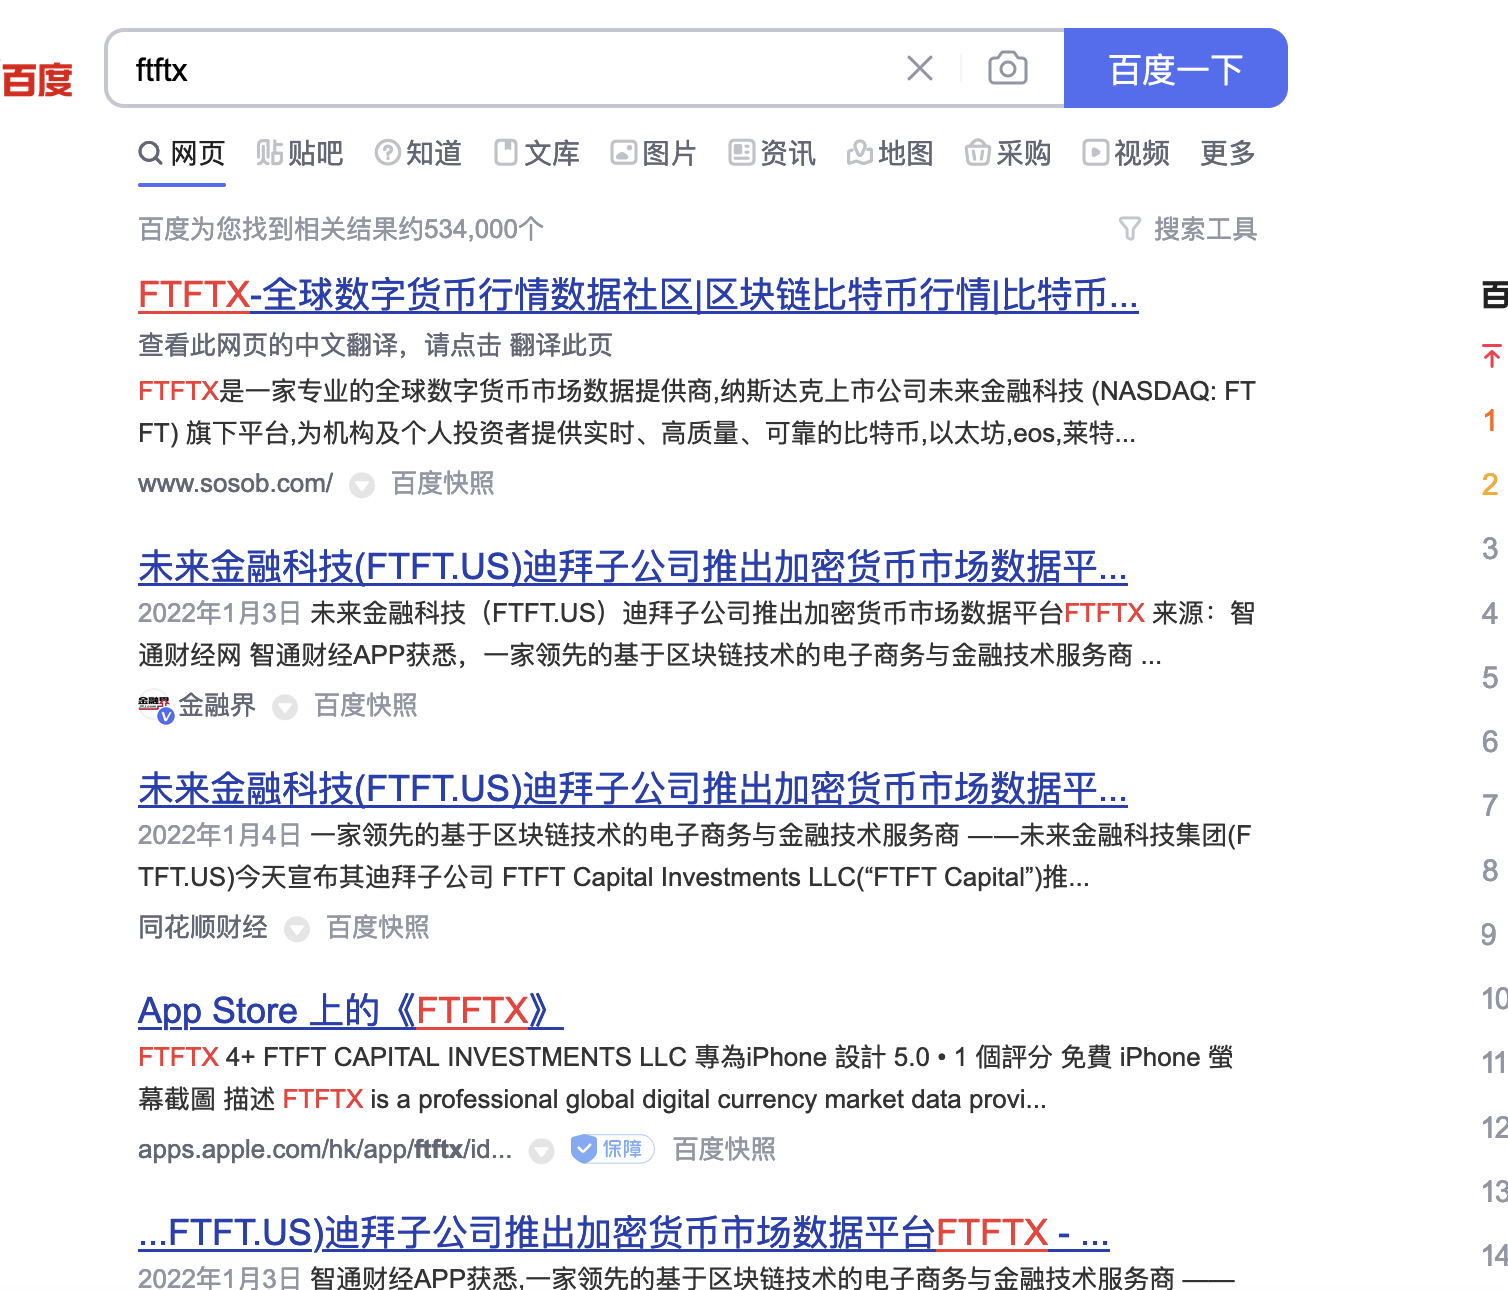 百度
ftftx
百度一下
网页 贴吧 知道 文库 图片 资讯 地图 采购 视频 更多
百度为您找到相关结果约534,000个
搜索工具
FTFTX-全球数字货币行情数据社区|区块链比特币行情|比特币...
查看此网页的中文翻译，请点击 翻译此页
FTFTX是一家专业的全球数字货币市场数据提供商,纳斯达克上市公司未来金融科技 (NASDAQ: FT
FT) 旗下平台,为机构及个人投资者提供实时、高质量、可靠的比特币,以太坊,eos,莱特...
www.sosob.com/ 百度快照
未来金融科技(FTFT.US)迪拜子公司推出加密货币市场数据平...
2022年1月3日 未来金融科技（FTFT.US）迪拜子公司推出加密货币市场数据平台FTFTX 来源：智
通财经网 智通财经APP获悉，一家领先的基于区块链技术的电子商务与金融技术服务商 ...
金融界 百度快照
未来金融科技(FTFT.US)迪拜子公司推出加密货币市场数据平...
2022年1月4日 一家领先的基于区块链技术的电子商务与金融技术服务商 ——未来金融科技集团(F
TFT.US)今天宣布其迪拜子公司 FTFT Capital Investments LLC(“FTFT Capital”)推...
同花顺财经 百度快照
App Store 上的《FTFTX》
FTFTX 4+ FTFT CAPITAL INVESTMENTS LLC 專為iPhone 設計 5.0 • 1 個評分 免費 iPhone 螢
幕截圖 描述 FTFTX is a professional global digital currency market data provi...
apps.apple.com/hk/app/ftftx/id... 保障 百度快照
...FTFT.US)迪拜子公司推出加密货币市场数据平台FTFTX - ...
2022年1月3日 智通财经APP获悉,一家领先的基于区块链技术的电子商务与金融技术服务商 ——
百
1
2
3
4
5
6
7
8
9
10
11
12
13
14